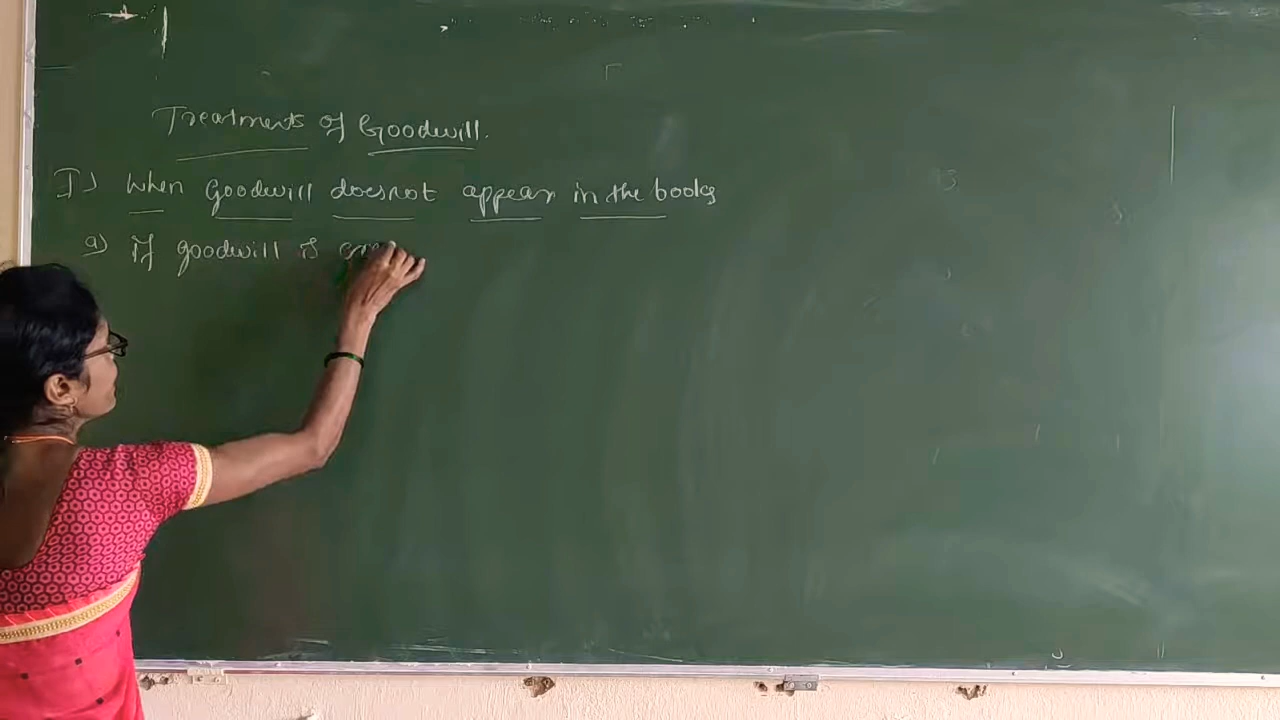 Treatments of Goodwill.
I) When Goodwill doesnot appear in the books
a) if goodwill is